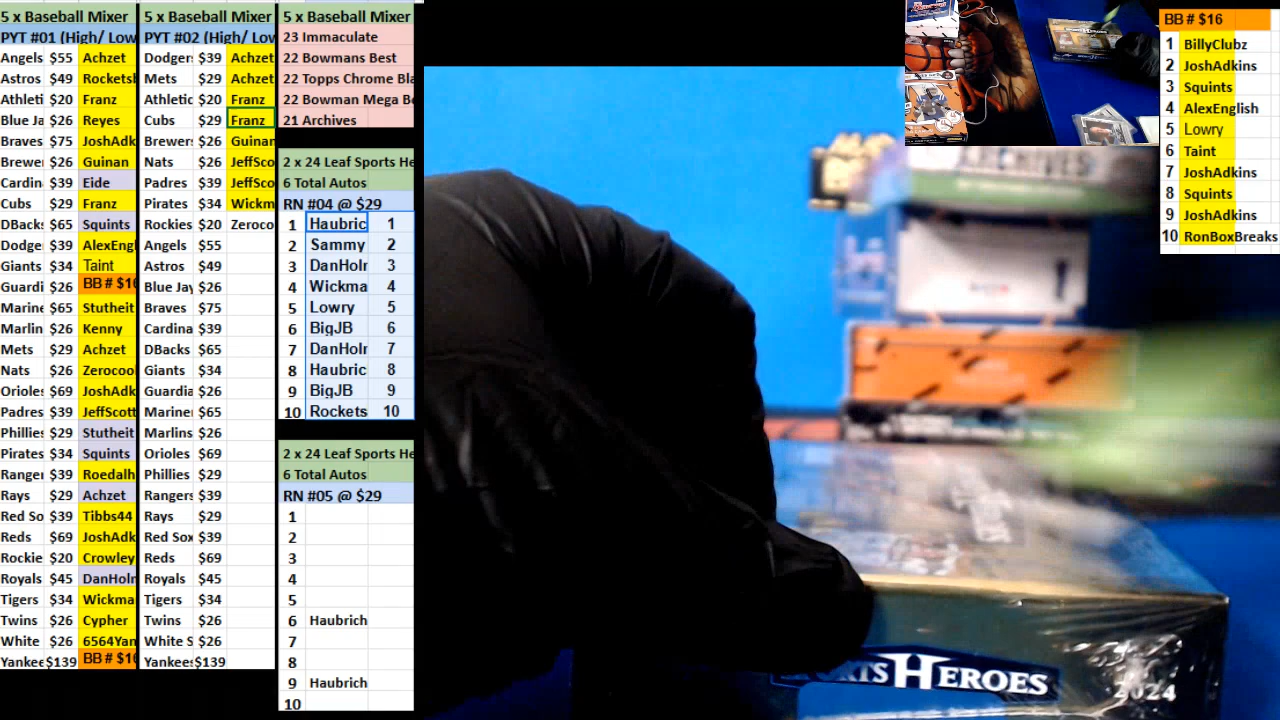 5 x Baseball Mixer
PYT #01 (High/ Low
Angels $55 Achzet
Astros $49 Rocketsh
Athleti $20 Franz
Blue Ja $26 Reyes
Braves $75 JoshAdk
Brewe $26 Guinan
Cardin $39 Eide
Cubs $29 Franz
DBacks $65 Squints
Dodge $39 AlexEngl
Giants $34 Taint
Guardi $26 BB # $16
Marine $65 Stutheit
Marlin $26 Kenny
Mets $29 Achzet
Nats $26 Zerocoo
Oriole $69 JoshAdk
Padres $39 JeffScott
Phillie $29 Stutheit
Pirates $34 Squints
Ranger $39 Roedalh
Rays $29 Achzet
Red So $39 Tibbs44
Reds $69 JoshAdk
Rockie $20 Crowley
Royals $45 DanHoln
Tigers $34 Wickma
Twins $26 Cypher
White $26 6564Yan
Yankee $139 BB # $16
5 x Baseball Mixer
PYT #02 (High/ Low
Dodger $39 Achzet
Mets $29 Achzet
Athletic $20 Franz
Cubs $29 Franz
Brewers $26 Guinan
Nats $26 JeffSco
Padres $39 JeffSco
Pirates $34 Wickm
Rockies $20 Zeroco
Angels $55
Astros $49
Blue Jay $26
Braves $75
Cardina $39
DBacks $65
Giants $34
Guardia $26
Mariner $65
Marlins $26
Orioles $69
Phillies $29
Rangers $39
Rays $29
Red Sox $39
Reds $69
Royals $45
Tigers $34
Twins $26
White S $26
Yankees $139
5 x Baseball Mixer
23 Immaculate
22 Bowmans Best
22 Topps Chrome Bla
22 Bowman Mega Bo
21 Archives
2 x 24 Leaf Sports He
6 Total Autos
RN #04 @ $29
1 Haubric 1
2 Sammy 2
3 DanHoln 3
4 Wickma 4
5 Lowry 5
6 BigJB 6
7 DanHoln 7
8 Haubric 8
9 BigJB 9
10 Rockets 10
2 x 24 Leaf Sports He
6 Total Autos
RN #05 @ $29
1
2
3
4
5
6 Haubrich
7
8
9 Haubrich
10
BB # $16
1 BillyClubz
2 JoshAdkins
3 Squints
4 AlexEnglish
5 Lowry
6 Taint
7 JoshAdkins
8 Squints
9 JoshAdkins
10 RonBoxBreaks
ARCHIVES
RTS HEROES
2024